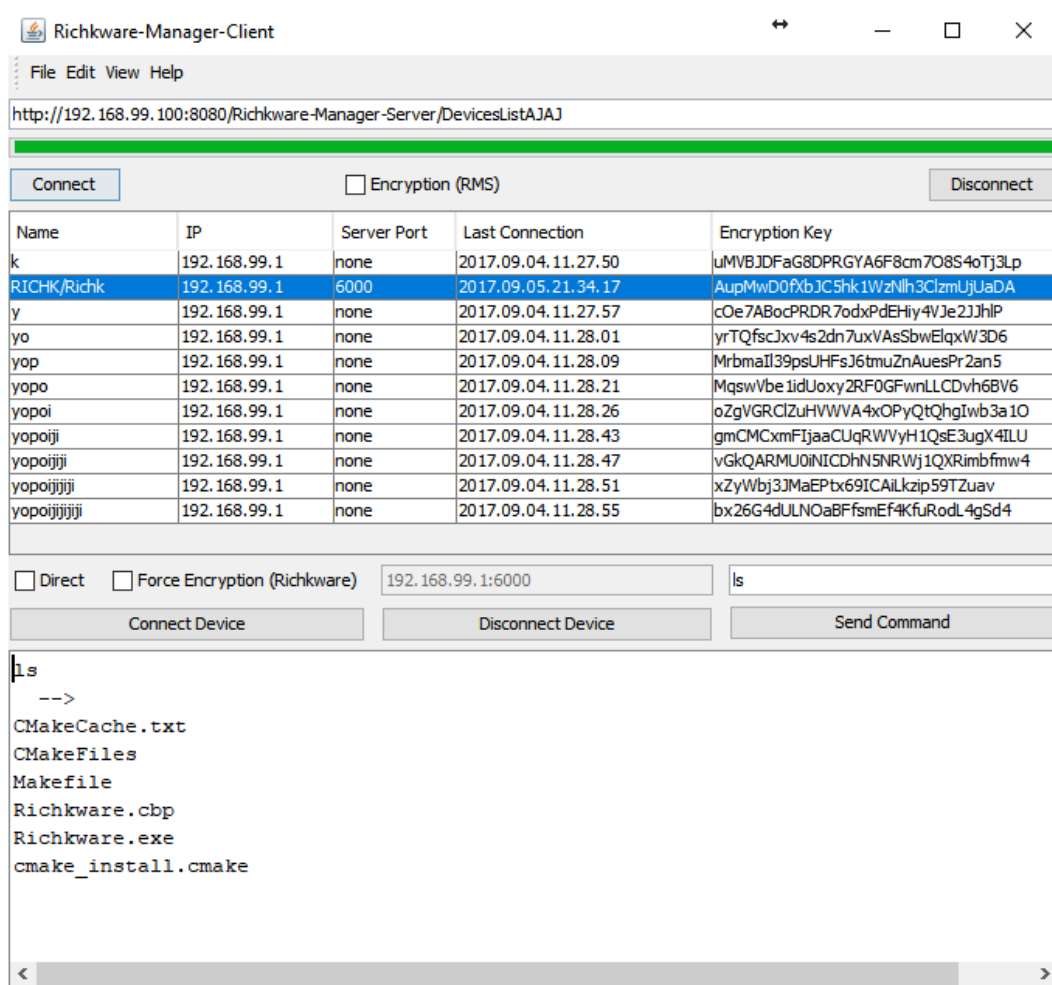 Richkware-Manager-Client
File Edit View Help
http://192.168.99.100:8080/Richkware-Manager-Server/DevicesListAJAJ
Connect Encryption (RMS) Disconnect
Name IP Server Port Last Connection Encryption Key
k 192.168.99.1 none 2017.09.04.11.27.50 uMVBJDFaG8DPRGYA6F8cm7O8S4oTj3Lp
RICHK/Richk 192.168.99.1 6000 2017.09.05.21.34.17 AupMwD0fXbJC5hk1WzNlh3ClzmUjUaDA
y 192.168.99.1 none 2017.09.04.11.27.57 cOe7ABocPRDR7odxPdEHiy4VJe2JJhlP
yo 192.168.99.1 none 2017.09.04.11.28.01 yrTQfscJxv4s2dn7uxVAsSbwElqxW3D6
yop 192.168.99.1 none 2017.09.04.11.28.09 MrbmaIl39psUHFsJ6tmuZnAuesPr2an5
yopo 192.168.99.1 none 2017.09.04.11.28.21 MqswVbe1idUoxy2RF0GFwnLLCDvh6BV6
yopoi 192.168.99.1 none 2017.09.04.11.28.26 oZgVGRClZuHVWVA4xOPyQtQhgIwb3a1O
yopoiji 192.168.99.1 none 2017.09.04.11.28.43 gmCMCxmFIjaaCUqRWVyH1QsE3ugX4ILU
yopoijiji 192.168.99.1 none 2017.09.04.11.28.47 vGkQARMU0iNICDhN5NRWj1QXRimbfmw4
yopoijijiji 192.168.99.1 none 2017.09.04.11.28.51 xZyWbj3JMaEPtx69ICAiLkzip59TZuav
yopoijijijiji 192.168.99.1 none 2017.09.04.11.28.55 bx26G4dULNOaBFfsmEf4KfuRodL4gSd4
Direct Force Encryption (Richkware) 192.168.99.1:6000 ls
Connect Device Disconnect Device Send Command
ls
-->
CMakeCache.txt
CMakeFiles
Makefile
Richkware.cbp
Richkware.exe
cmake_install.cmake